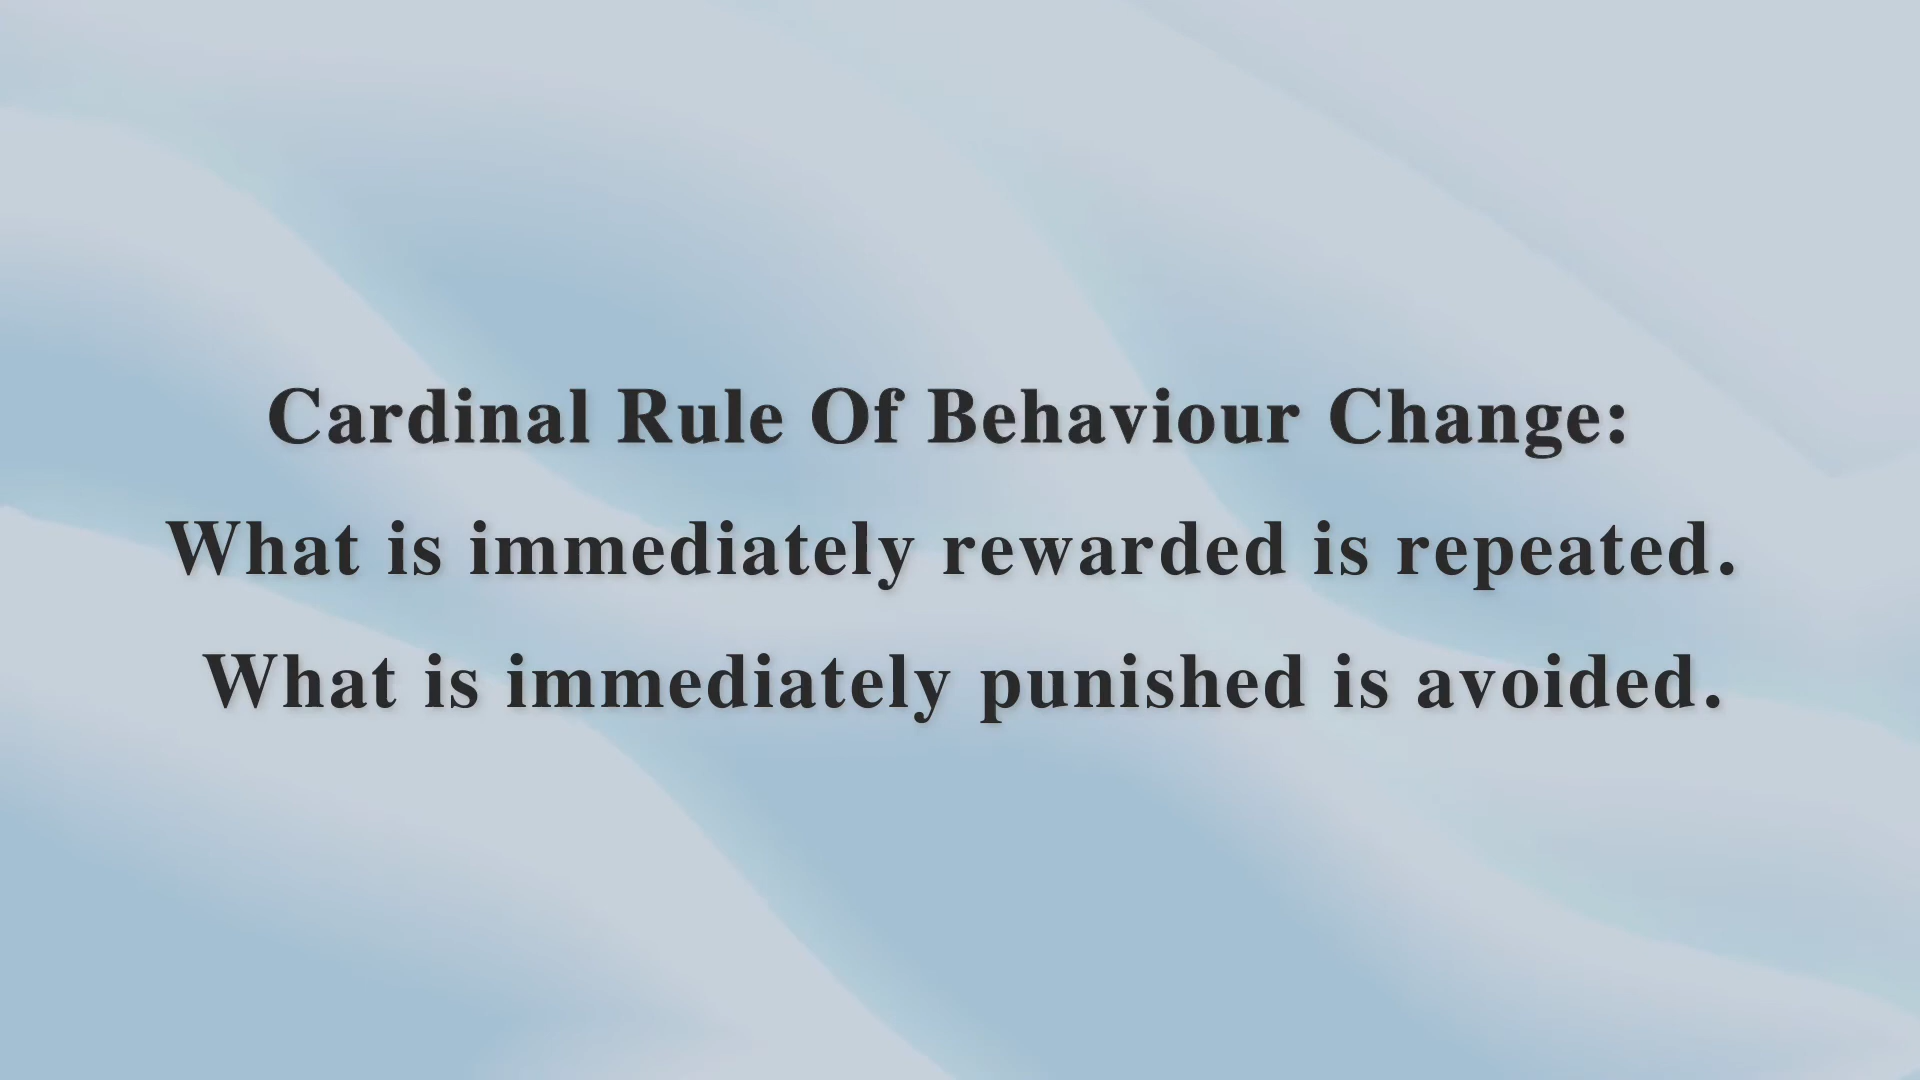 Cardinal Rule Of Behaviour Change:
What is immediately rewarded is repeated.
What is immediately punished is avoided.